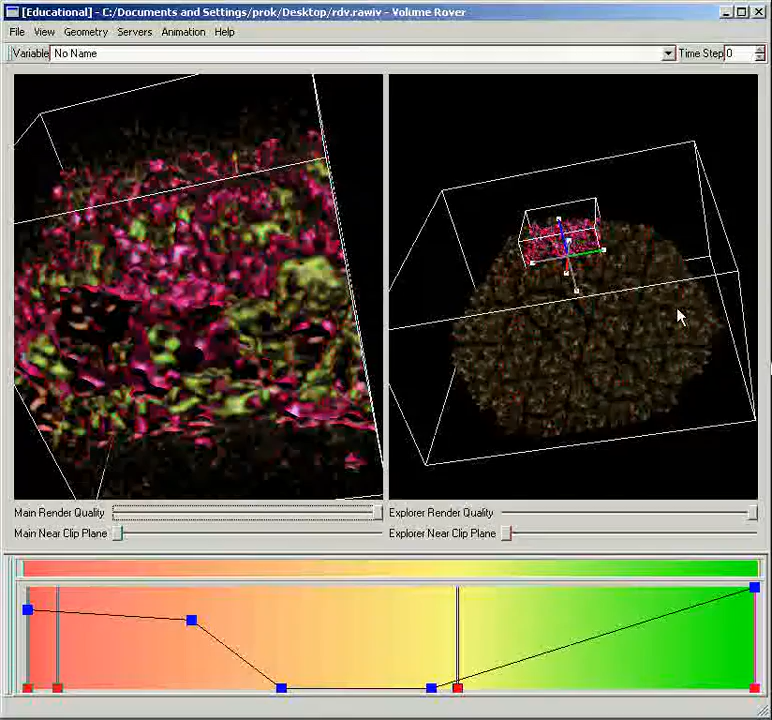 [Educational] - C:/Documents and Settings/prok/Desktop/rdv.rawiv - Volume Rover
File View Geometry Servers Animation Help
Variable No Name Time Step 0
Main Render Quality Explorer Render Quality
Main Near Clip Plane Explorer Near Clip Plane